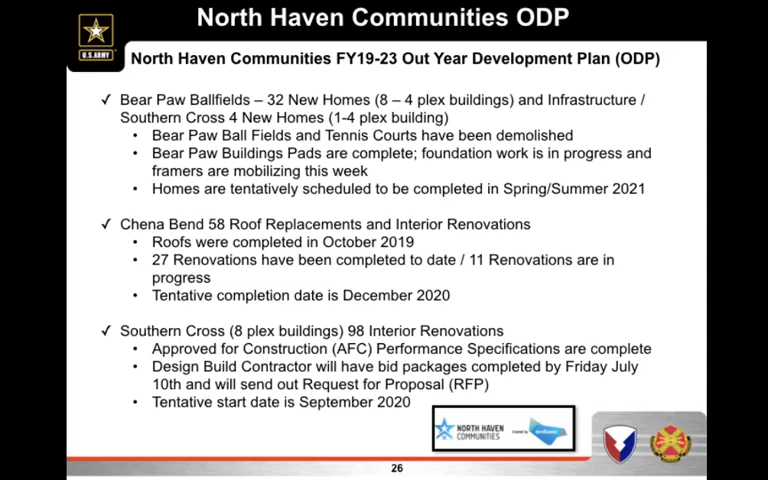 North Haven Communities ODP
U.S. ARMY
North Haven Communities FY19-23 Out Year Development Plan (ODP)
✓ Bear Paw Ballfields – 32 New Homes (8 – 4 plex buildings) and Infrastructure /
Southern Cross 4 New Homes (1-4 plex building)
• Bear Paw Ball Fields and Tennis Courts have been demolished
• Bear Paw Buildings Pads are complete; foundation work is in progress and
framers are mobilizing this week
• Homes are tentatively scheduled to be completed in Spring/Summer 2021
✓ Chena Bend 58 Roof Replacements and Interior Renovations
• Roofs were completed in October 2019
• 27 Renovations have been completed to date / 11 Renovations are in
progress
• Tentative completion date is December 2020
✓ Southern Cross (8 plex buildings) 98 Interior Renovations
• Approved for Construction (AFC) Performance Specifications are complete
• Design Build Contractor will have bid packages completed by Friday July
10th and will send out Request for Proposal (RFP)
• Tentative start date is September 2020
NORTH HAVEN
COMMUNITIES
26